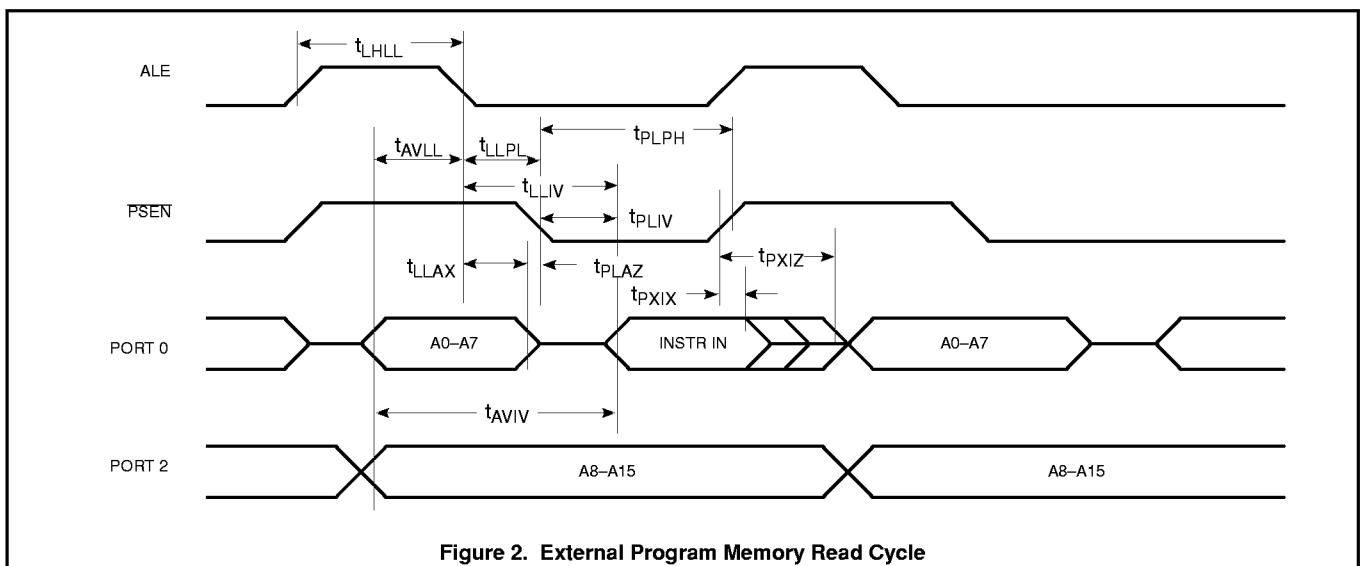 tLHLL
ALE
tPLPH
tAVLL
tLLPL
tLLIV
PSEN
tPLIV
tLLAX
tPLAZ
tPXIZ
tPXIX
PORT 0
A0–A7
INSTR IN
A0–A7
tAVIV
PORT 2
A8–A15
A8–A15
Figure 2. External Program Memory Read Cycle